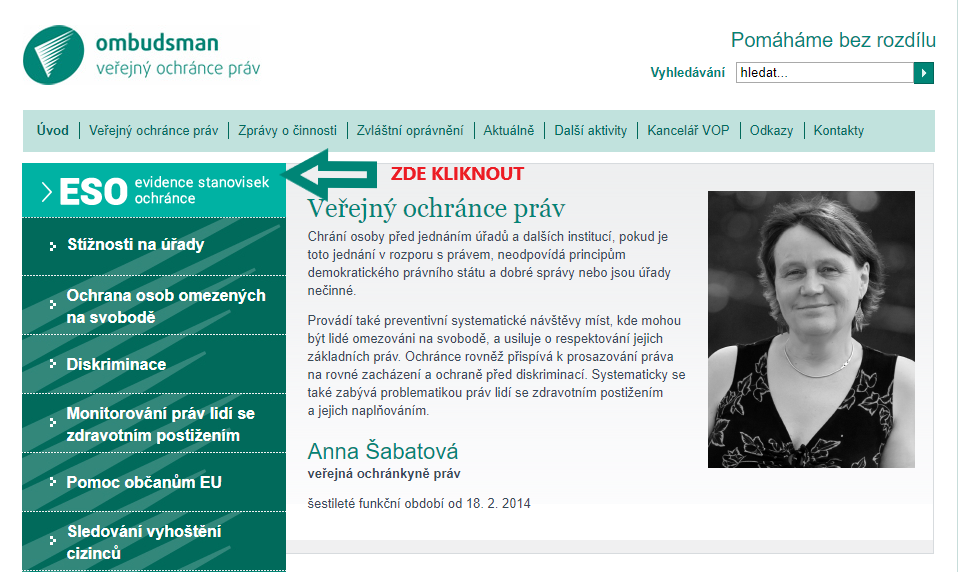 ombudsman
veřejný ochránce práv
Pomáháme bez rozdílu
Vyhledávání hledat...
Úvod Veřejný ochránce práv Zprávy o činnosti Zvláštní oprávnění Aktuálně Další aktivity Kancelář VOP Odkazy Kontakty
ESO evidence stanovisek
ochránce
ZDE KLIKNOUT
Stížnosti na úřady
Ochrana osob omezených
na svobodě
Diskriminace
Monitorování práv lidí se
zdravotním postižením
Pomoc občanům EU
Sledování vyhoštění
cizinců
Veřejný ochránce práv
Chrání osoby před jednáním úřadů a dalších institucí, pokud je
toto jednání v rozporu s právem, neodpovídá principům
demokratického právního státu a dobré správy nebo jsou úřady
nečinné.
Provádí také preventivní systematické návštěvy míst, kde mohou
být lidé omezováni na svobodě, a usiluje o respektování jejich
základních práv. Ochránce rovněž přispívá k prosazování práva
na rovné zacházení a ochraně před diskriminací. Systematicky se
také zabývá problematikou práv lidí se zdravotním postižením
a jejich naplňováním.
Anna Šabatová
veřejná ochránkyně práv
šestileté funkční období od 18. 2. 2014